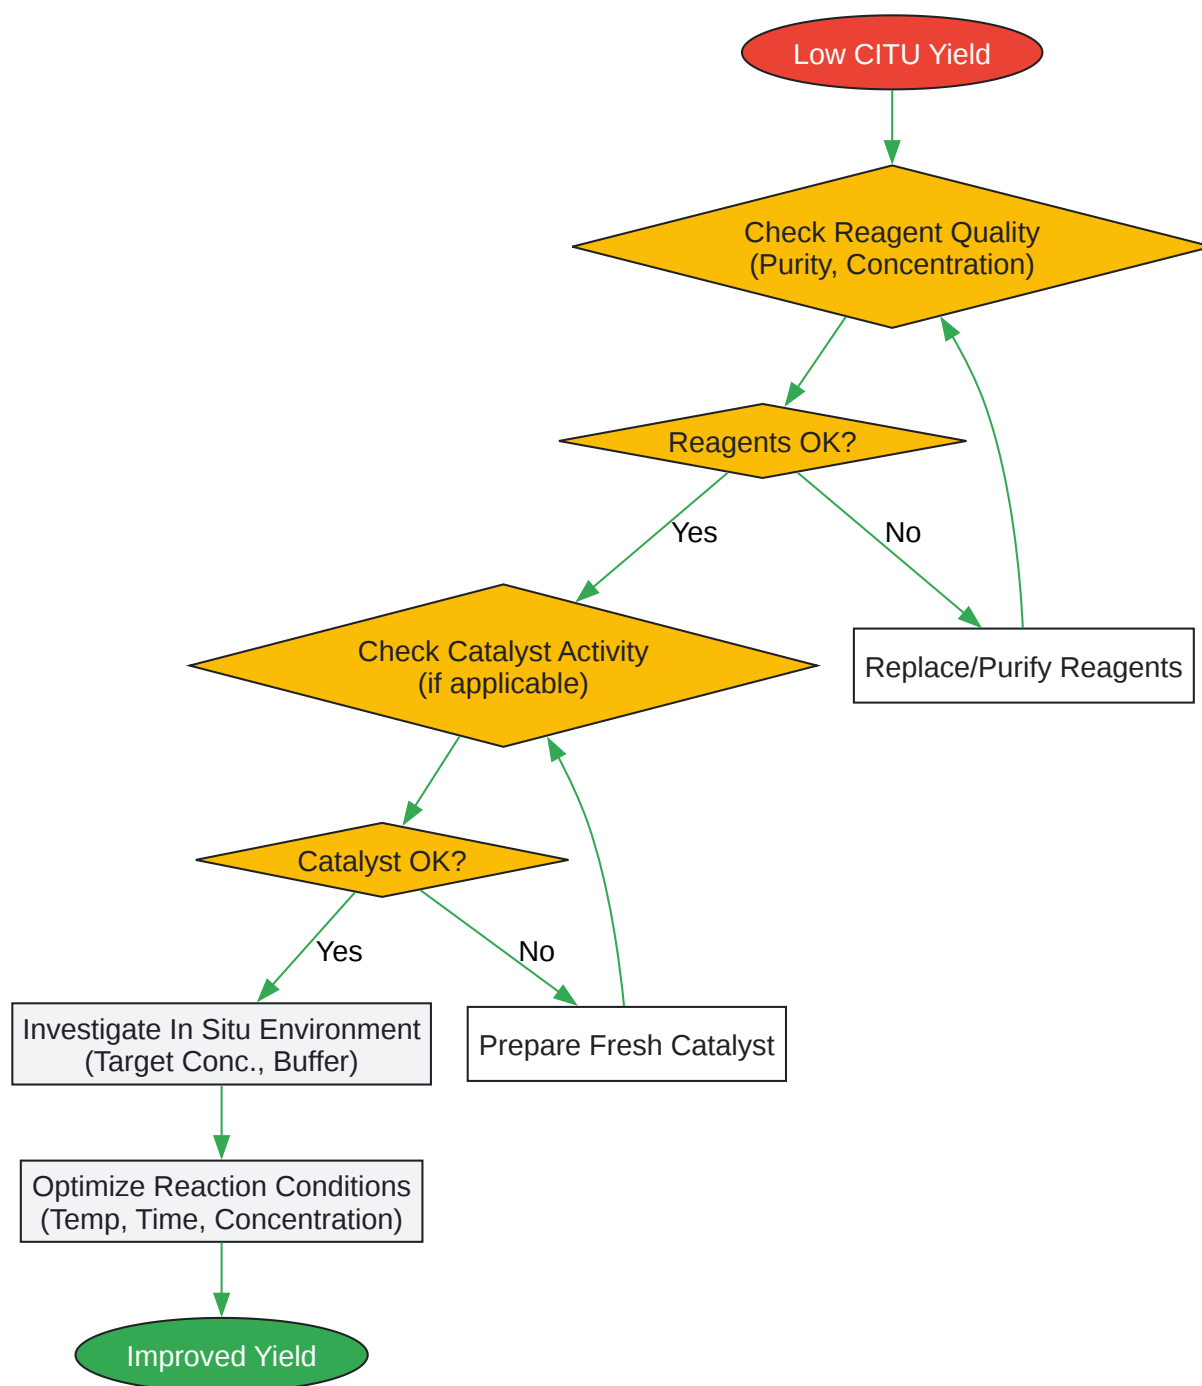 Low CITU Yield
Check Reagent Quality
(Purity, Concentration)
Reagents OK?
Yes
No
Check Catalyst Activity
(if applicable)
Replace/Purify Reagents
Catalyst OK?
Yes
No
Investigate In Situ Environment
(Target Conc., Buffer)
Prepare Fresh Catalyst
Optimize Reaction Conditions
(Temp, Time, Concentration)
Improved Yield